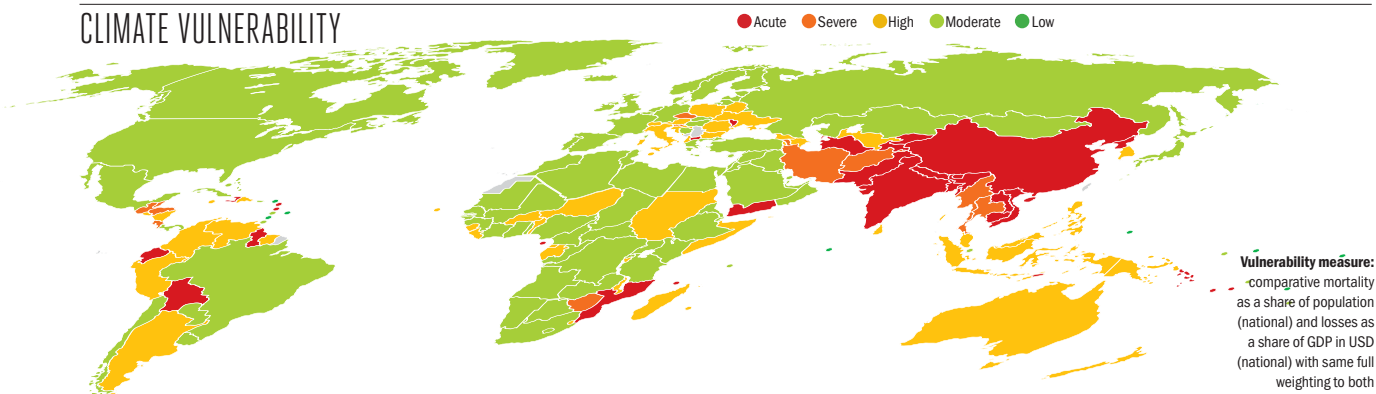 CLIMATE VULNERABILITY
Acute Severe High Moderate Low
Vulnerability measure:
comparative mortality
as a share of population
(national) and losses as
a share of GDP in USD
(national) with same full
weighting to both